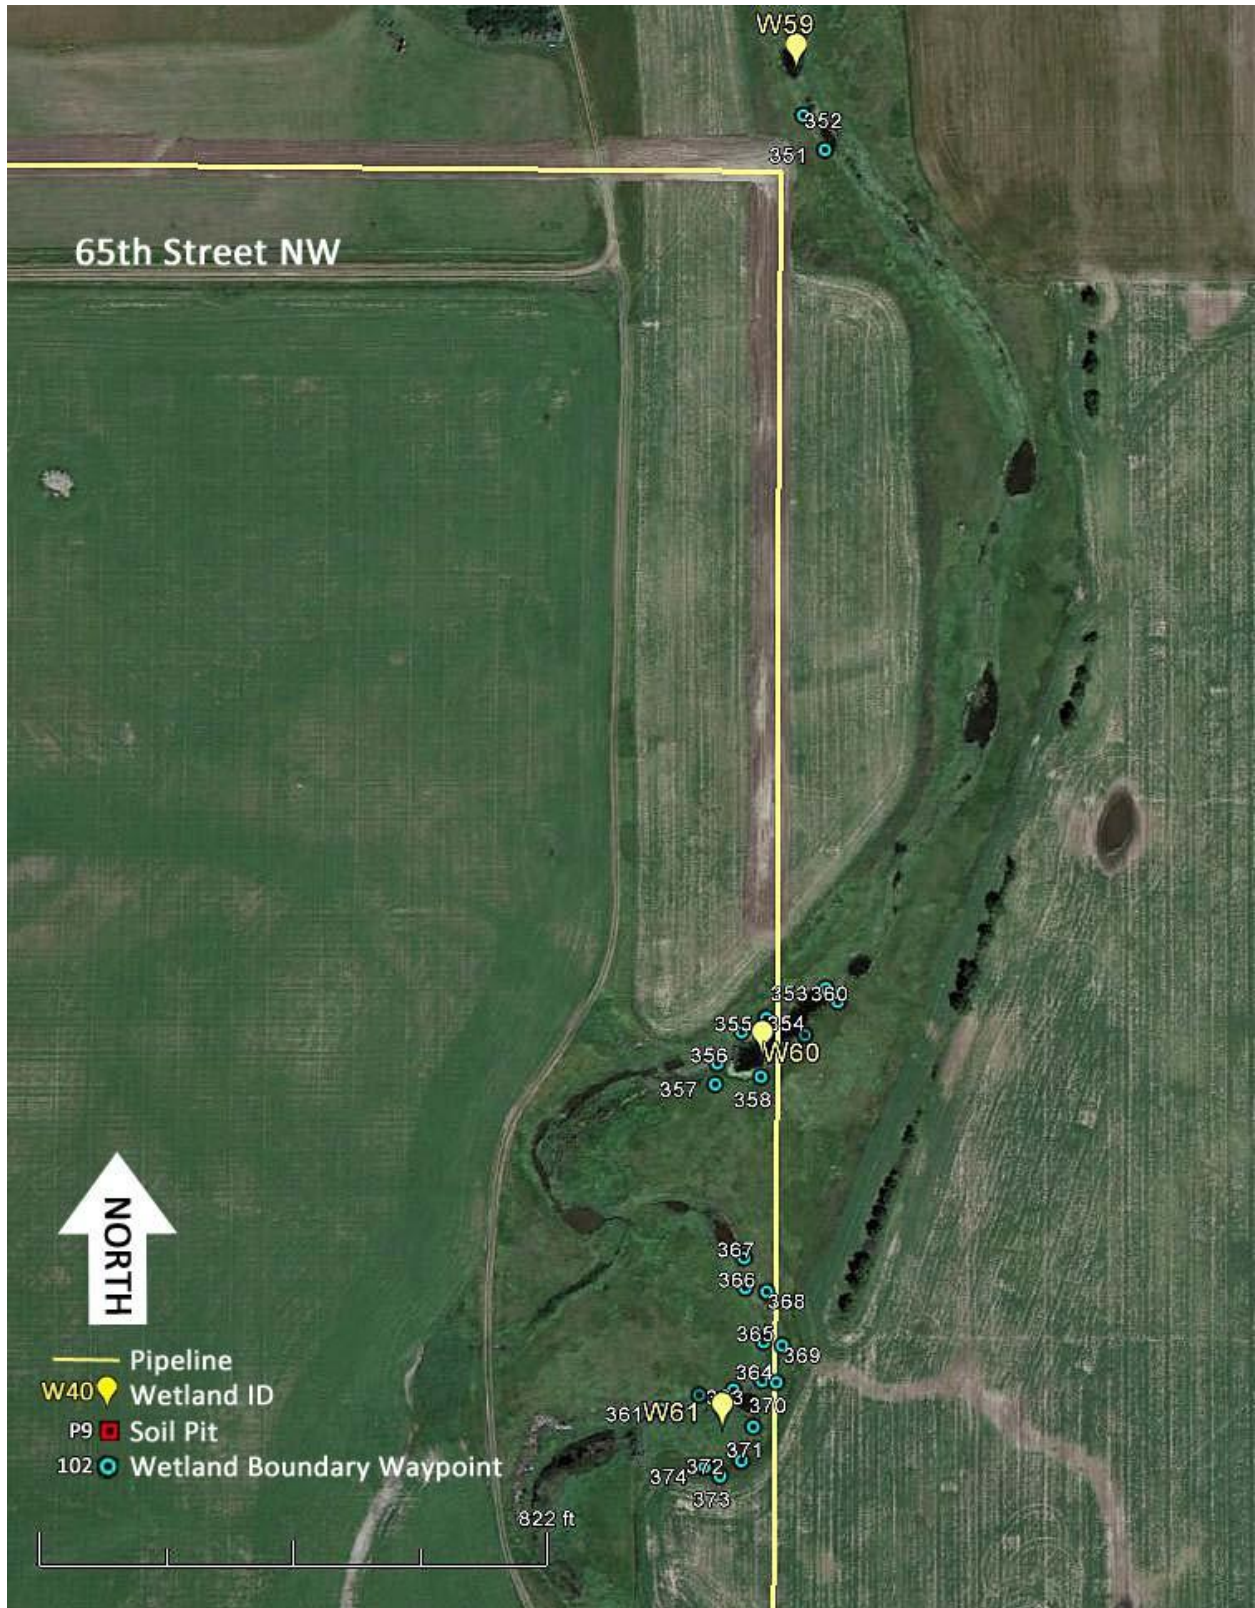 W59
352
351
65th Street NW
353 360
355 354
356 W60
357 358
367
366
368
365
369
364
361 W61 370
371
374 372
373
NORTH
Pipeline
W40 Wetland ID
P9 Soil Pit
102 Wetland Boundary Waypoint
822 ft